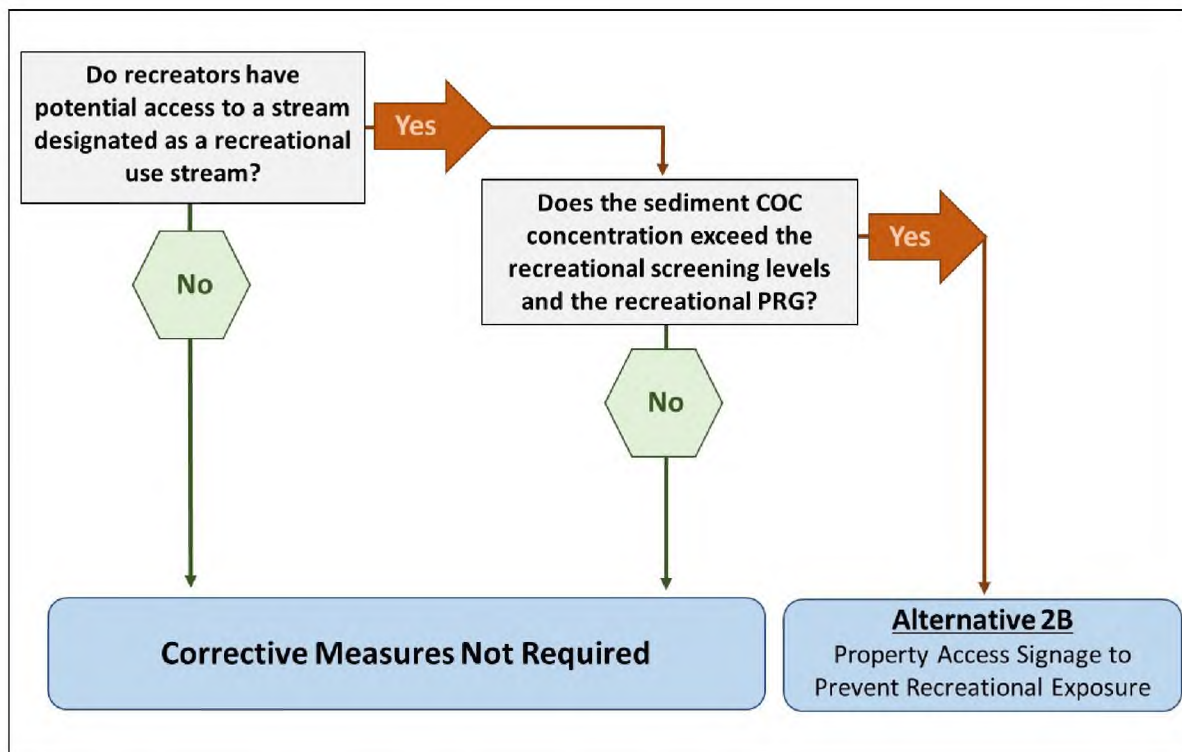 Do recreators have
potential access to a stream
designated as a recreational
use stream?
Yes
No
Does the sediment COC
concentration exceed the
recreational screening levels
and the recreational PRG?
Yes
No
Corrective Measures Not Required
Alternative 2B
Property Access Signage to
Prevent Recreational Exposure